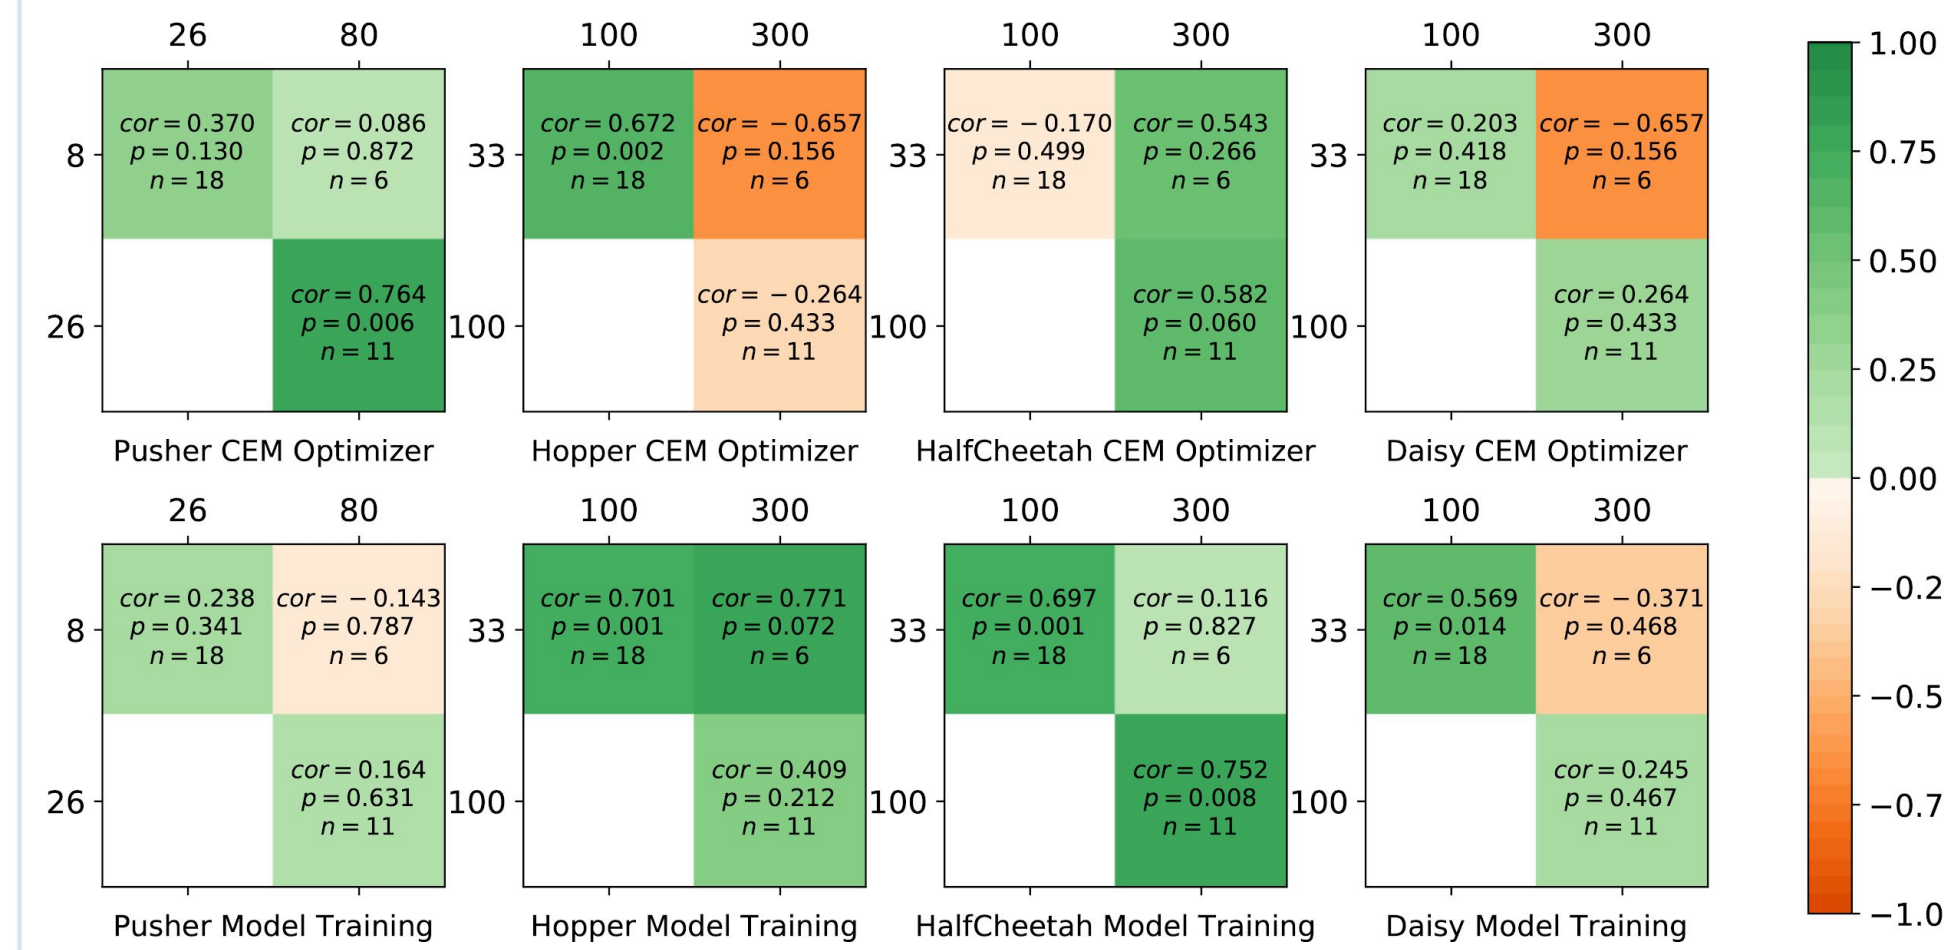 26 80 100 300 100 300 100 300
1.00
cor = 0.370 cor = 0.086 cor = 0.672 cor = − 0.657 cor = − 0.170 cor = 0.543 cor = 0.203 cor = − 0.657
8 p = 0.130 p = 0.872 33 p = 0.002 p = 0.156 33 p = 0.499 p = 0.266 33 p = 0.418 p = 0.156
0.75
n = 18 n = 6 n = 18 n = 6 n = 18 n = 6 n = 18 n = 6
0.50
cor = 0.764 cor = − 0.264 cor = 0.582 cor = 0.264
26 p = 0.006 100 p = 0.433 100 p = 0.060 100 p = 0.433
n = 11 n = 11 n = 11 n = 11
0.25
Pusher CEM Optimizer Hopper CEM Optimizer HalfCheetah CEM Optimizer Daisy CEM Optimizer
0.00
26 80 100 300 100 300 100 300
−0.2
cor = 0.238 cor = − 0.143 cor = 0.701 cor = 0.771 cor = 0.697 cor = 0.116 cor = 0.569 cor = − 0.371
8 p = 0.341 p = 0.787 33 p = 0.001 p = 0.072 33 p = 0.001 p = 0.827 33 p = 0.014 p = 0.468
n = 18 n = 6 n = 18 n = 6 n = 18 n = 6 n = 18 n = 6
−0.5
cor = 0.164 cor = 0.409 cor = 0.752 cor = 0.245
26 p = 0.631 100 p = 0.212 100 p = 0.008 100 p = 0.467
−0.7
n = 11 n = 11 n = 11 n = 11
−1.0
Pusher Model Training Hopper Model Training HalfCheetah Model Training Daisy Model Training